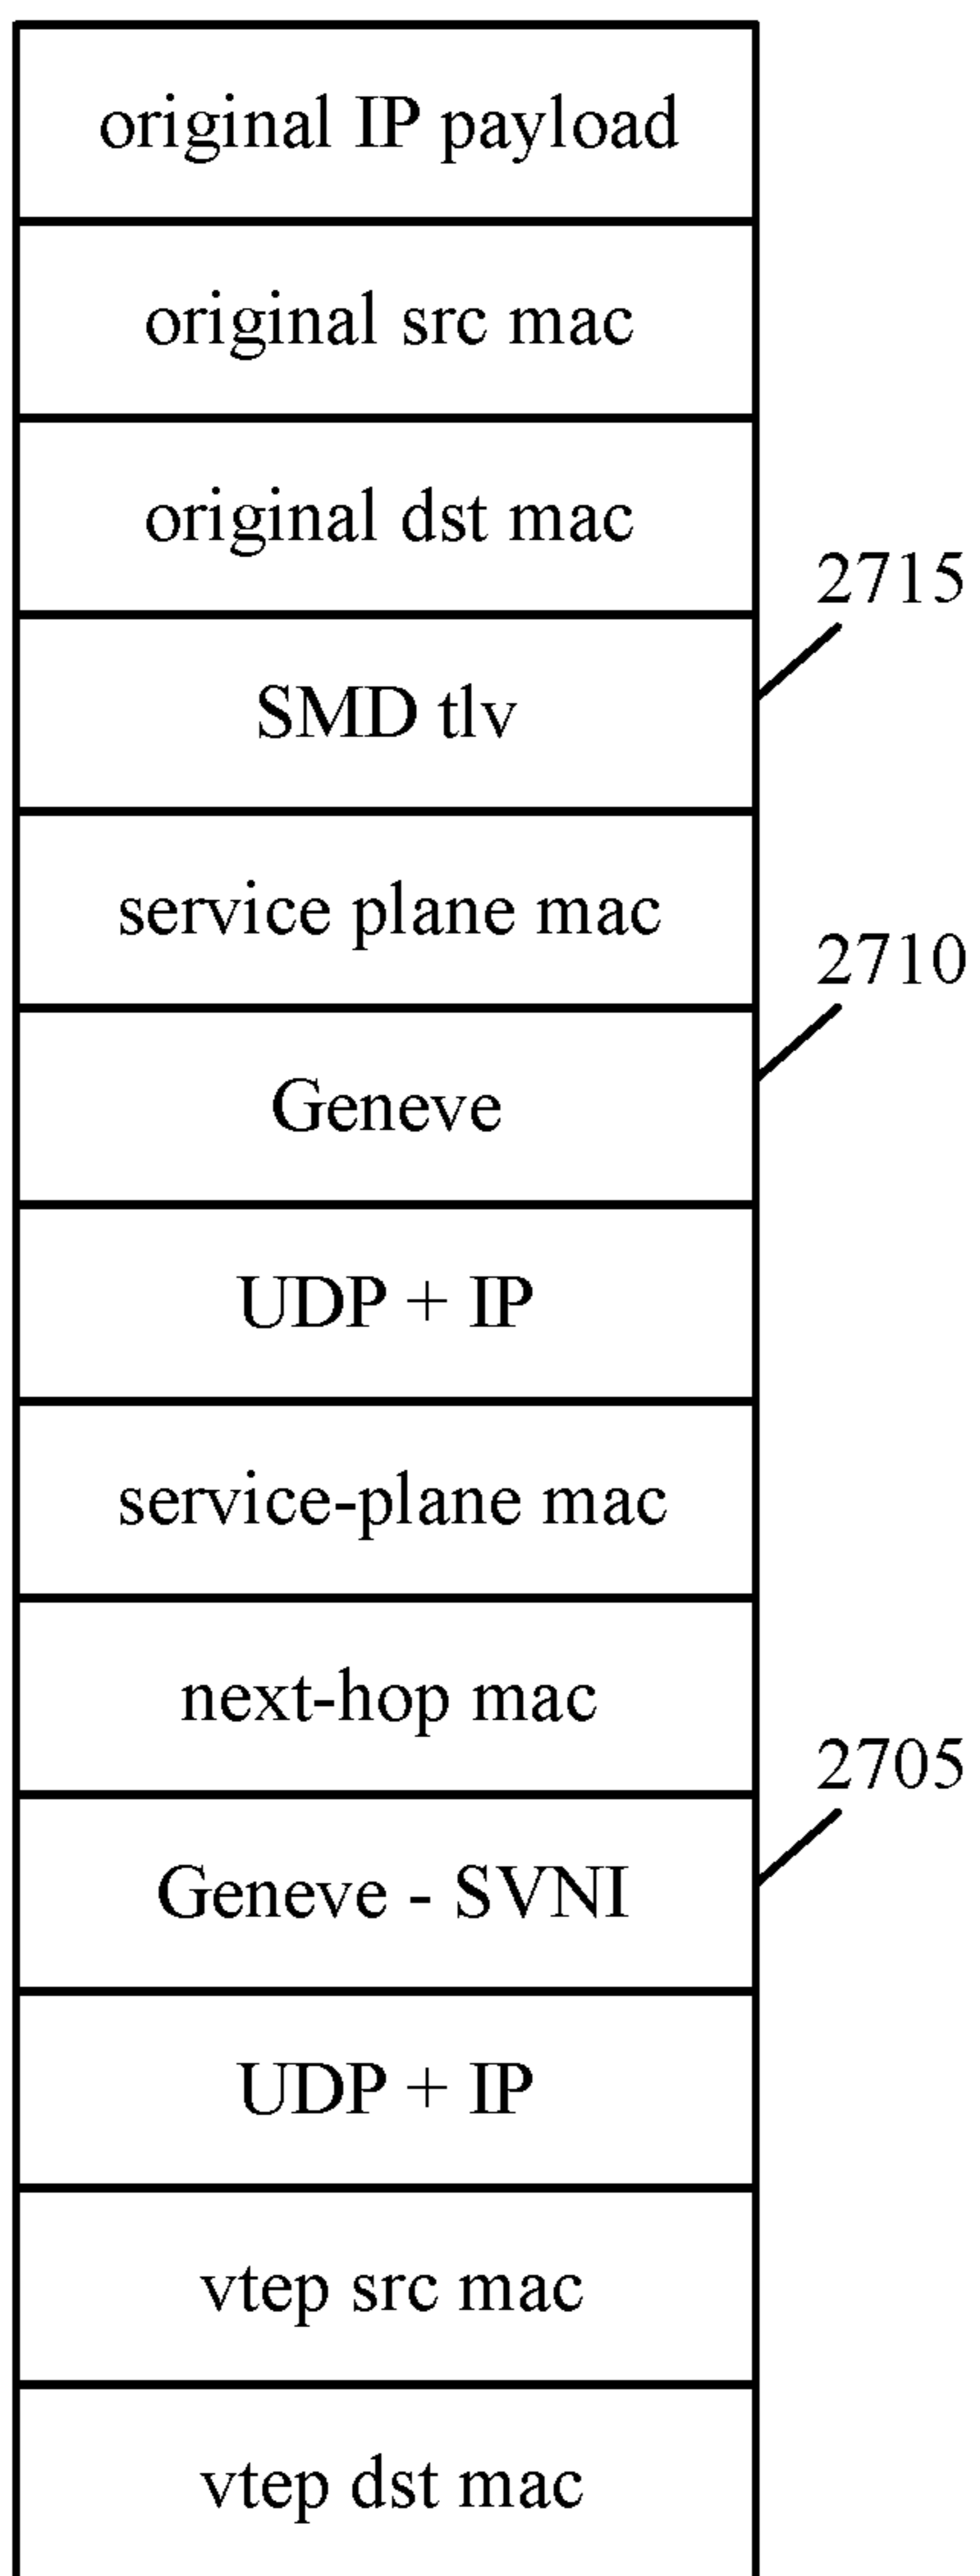 original IP payload
original src mac
original dst mac
2715
SMD tlv
service plane mac
2710
Geneve
UDP + IP
service-plane mac
next-hop mac
2705
Geneve - SVNI
UDP + IP
vtep src mac
vtep dst mac